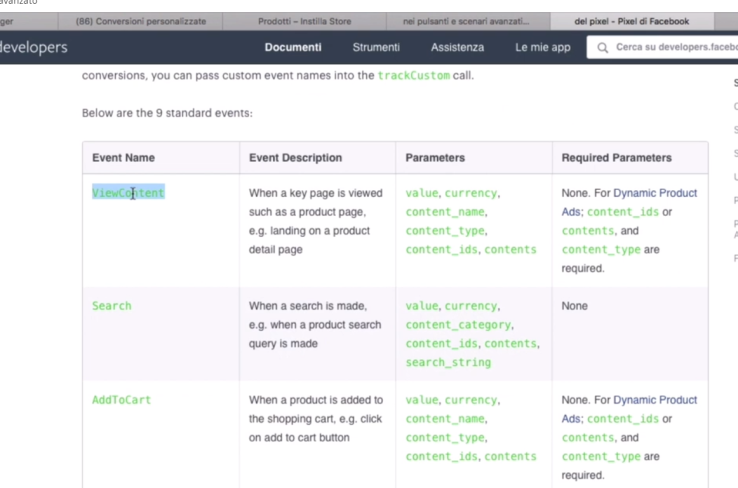 avanzato
ger
(86) Conversioni personalizzate
Prodotti – Instilla Store
nei pulsanti e scenari avanzati...
del pixel - Pixel di Facebook
developers
Documenti
Strumenti
Assistenza
Le mie app
Cerca su developers.facebo
conversions, you can pass custom event names into the trackCustom call.
Below are the 9 standard events:
Event Name
Event Description
Parameters
Required Parameters
ViewContent
When a key page is viewed
such as a product page,
e.g. landing on a product
detail page
value, currency,
content_name,
content_type,
content_ids, contents
None. For Dynamic Product
Ads; content_ids or
contents, and
content_type are
required.
Search
When a search is made,
e.g. when a product search
query is made
value, currency,
content_category,
content_ids, contents,
search_string
None
AddToCart
When a product is added to
the shopping cart, e.g. click
on add to cart button
value, currency,
content_name,
content_type,
content_ids, contents
None. For Dynamic Product
Ads; content_ids or
contents, and
content_type are
required.